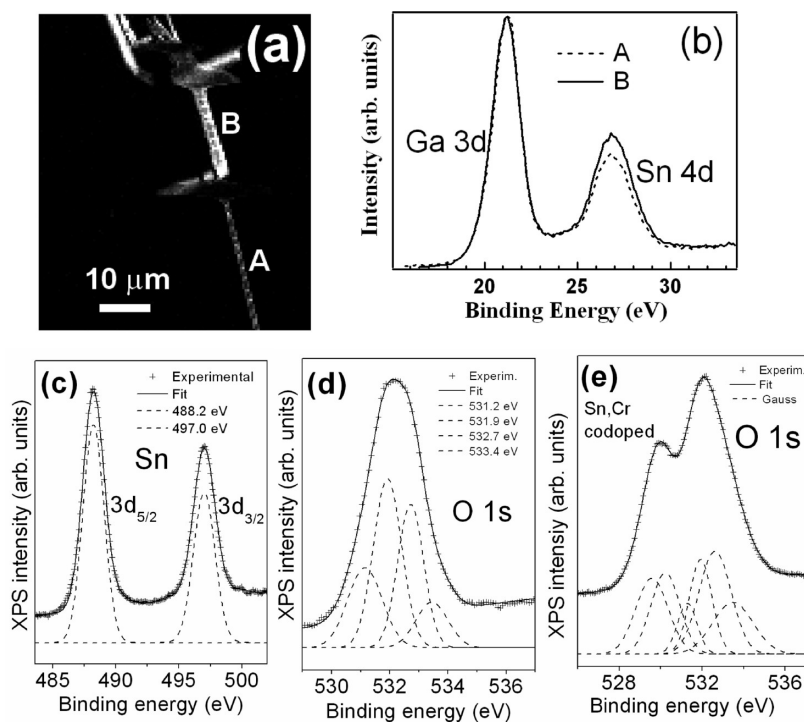 (a)
B
A
10 μm
(b)
A
B
Ga 3d
Sn 4d
Intensity (arb. units)
20 25 30
Binding Energy (eV)
(c)
Experimental
Fit
488.2 eV
497.0 eV
Sn
3d5/2
3d3/2
XPS intensity (arb. units)
485 490 495 500
Binding energy (eV)
(d)
Experim.
Fit
531.2 eV
531.9 eV
532.7 eV
533.4 eV
O 1s
XPS intensity (arb. units)
530 532 534 536
Binding energy (eV)
(e)
Experim.
Fit
Gauss
Sn,Cr
codoped
O 1s
XPS intensiy (arb. units)
528 532 536
Binding energy (eV)